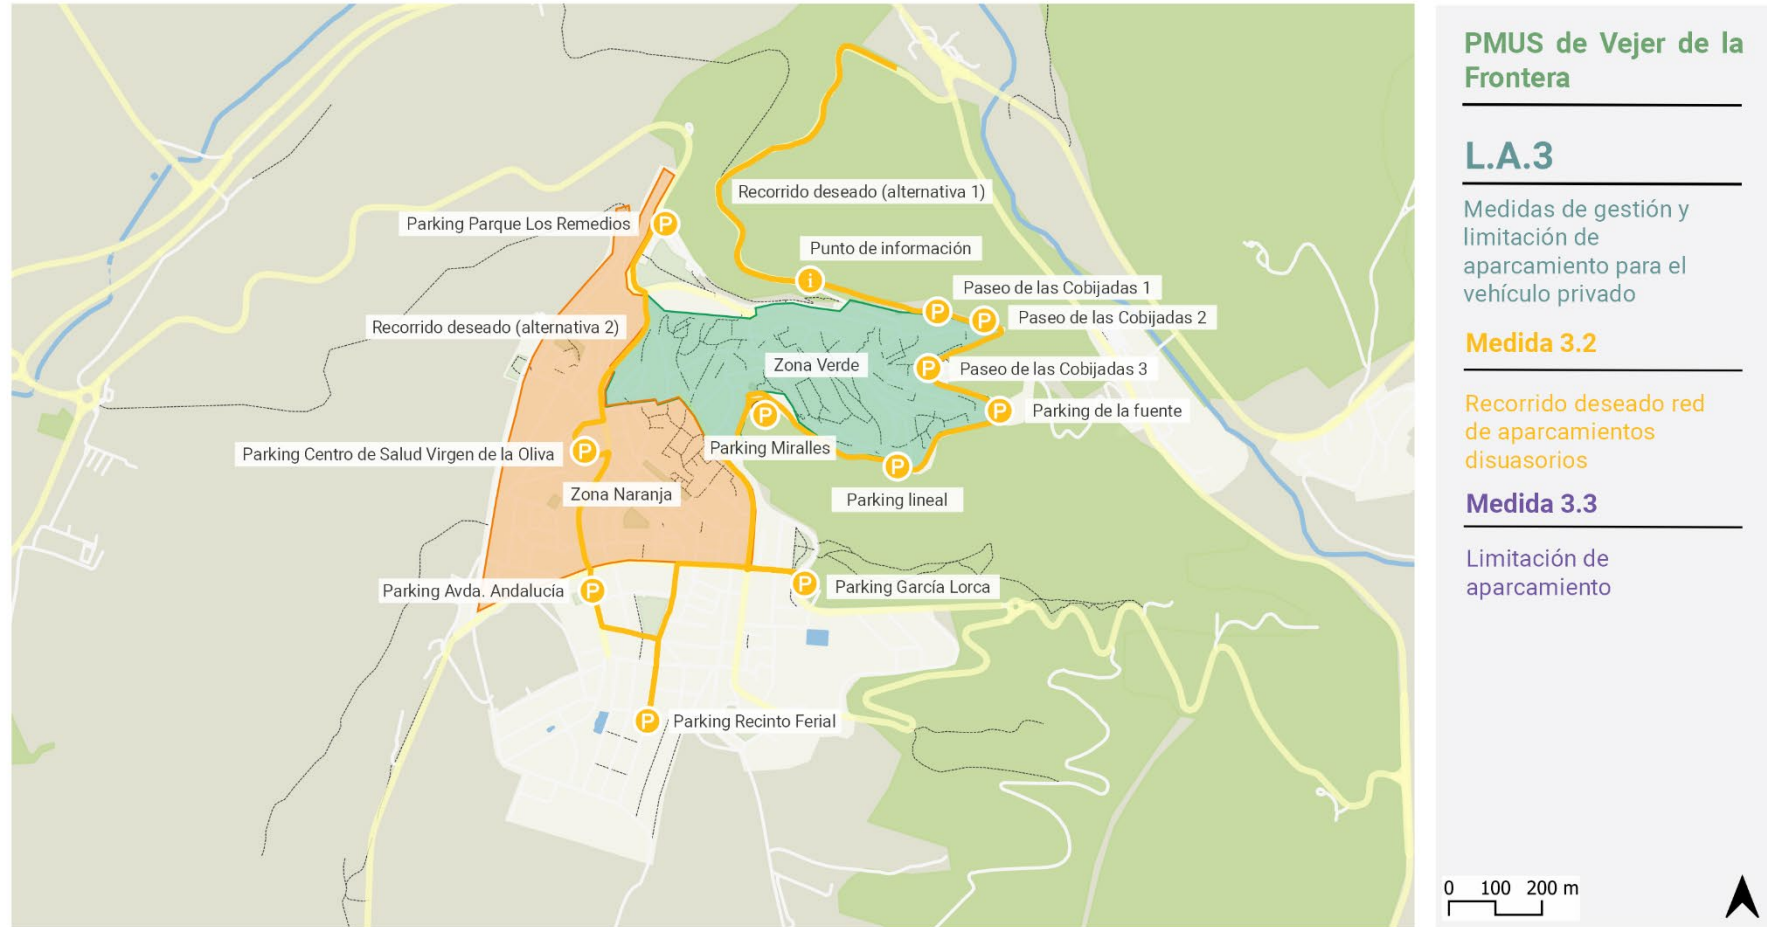 Recorrido deseado (alternativa 1)
Parking Parque Los Remedios
P
Punto de información
i
Paseo de las Cobijadas 1
P
P
Paseo de las Cobijadas 2
Recorrido deseado (alternativa 2)
Zona Verde
P
Paseo de las Cobijadas 3
P
Parking de la fuente
P
Parking Miralles
Parking Centro de Salud Virgen de la Oliva
P
P
Parking lineal
Zona Naranja
Parking Avda. Andalucía
P
P
Parking García Lorca
P
Parking Recinto Ferial
PMUS de Vejer de la
Frontera
L.A.3
Medidas de gestión y
limitación de
aparcamiento para el
vehículo privado
Medida 3.2
Recorrido deseado red
de aparcamientos
disuasorios
Medida 3.3
Limitación de
aparcamiento
0 100 200 m